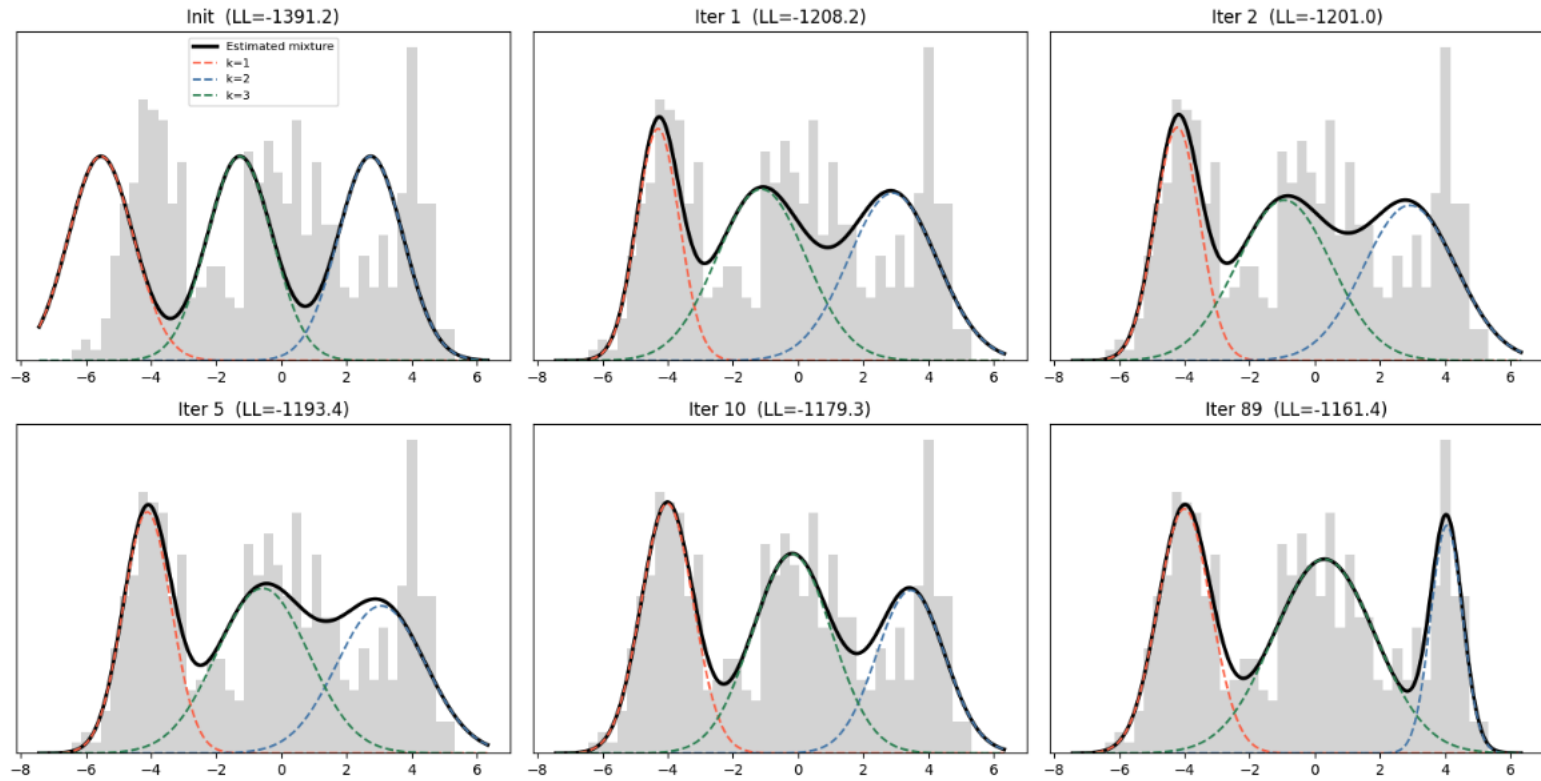 Init (LL=-1391.2)
Iter 1 (LL=-1208.2)
Iter 2 (LL=-1201.0)
Estimated mixture
k=1
k=2
k=3
−8 −6 −4 −2 0 2 4 6
−8 −6 −4 −2 0 2 4 6
−8 −6 −4 −2 0 2 4 6
Iter 5 (LL=-1193.4)
Iter 10 (LL=-1179.3)
Iter 89 (LL=-1161.4)
−8 −6 −4 −2 0 2 4 6
−8 −6 −4 −2 0 2 4 6
−8 −6 −4 −2 0 2 4 6